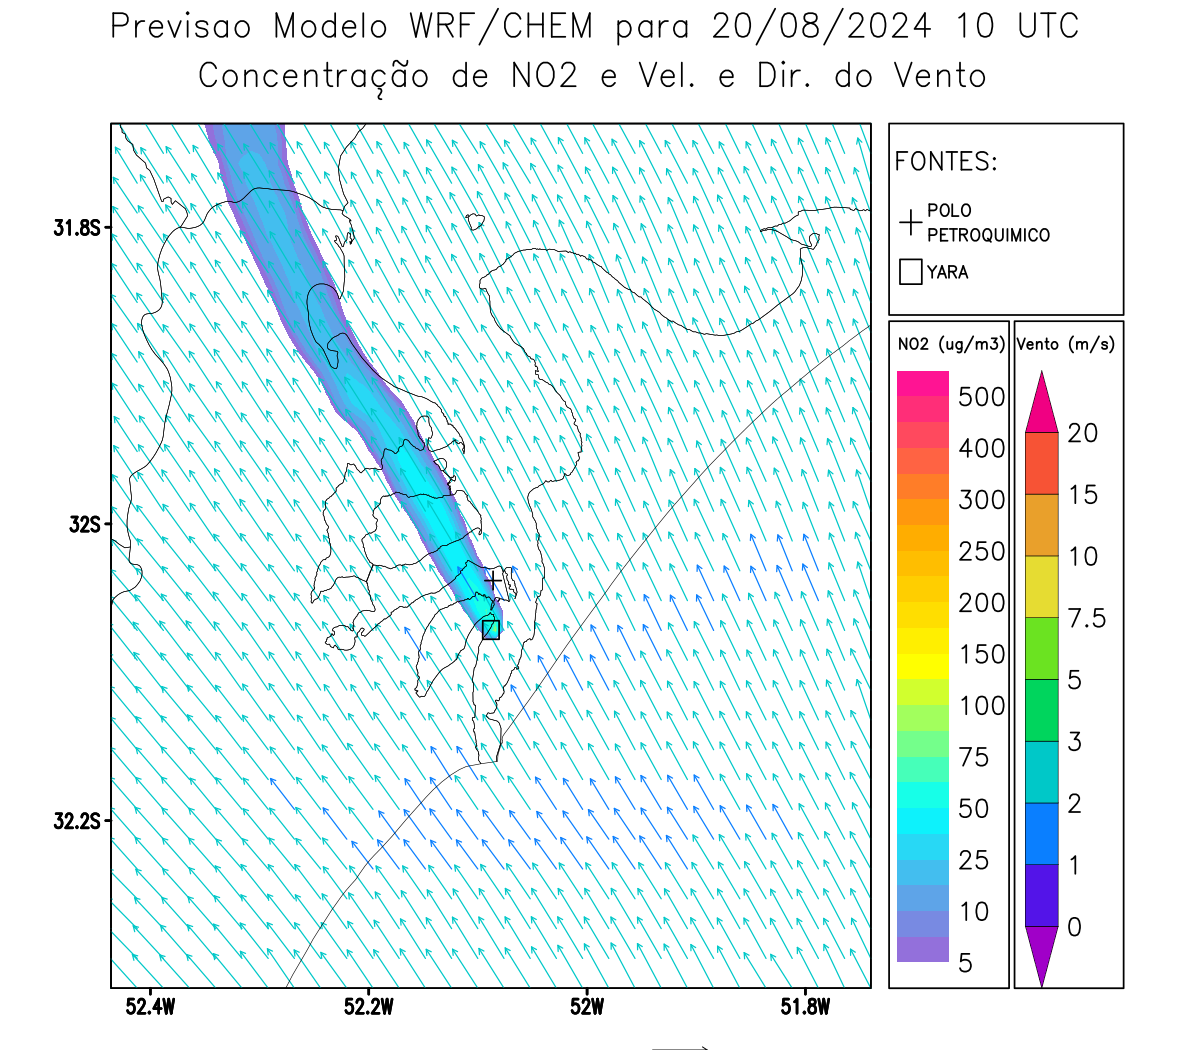 Previsao Modelo WRF/CHEM para 20/08/2024 10 UTC
Concentração de NO2 e Vel. e Dir. do Vento
FONTES:
POLO
PETROQUIMICO
YARA
NO2 (ug/m3)
500
400
300
250
200
150
100
75
50
25
10
5
Vento (m/s)
20
15
10
7.5
5
3
2
1
0
31.8S
32S
32.2S
52.4W
52.2W
52W
51.8W